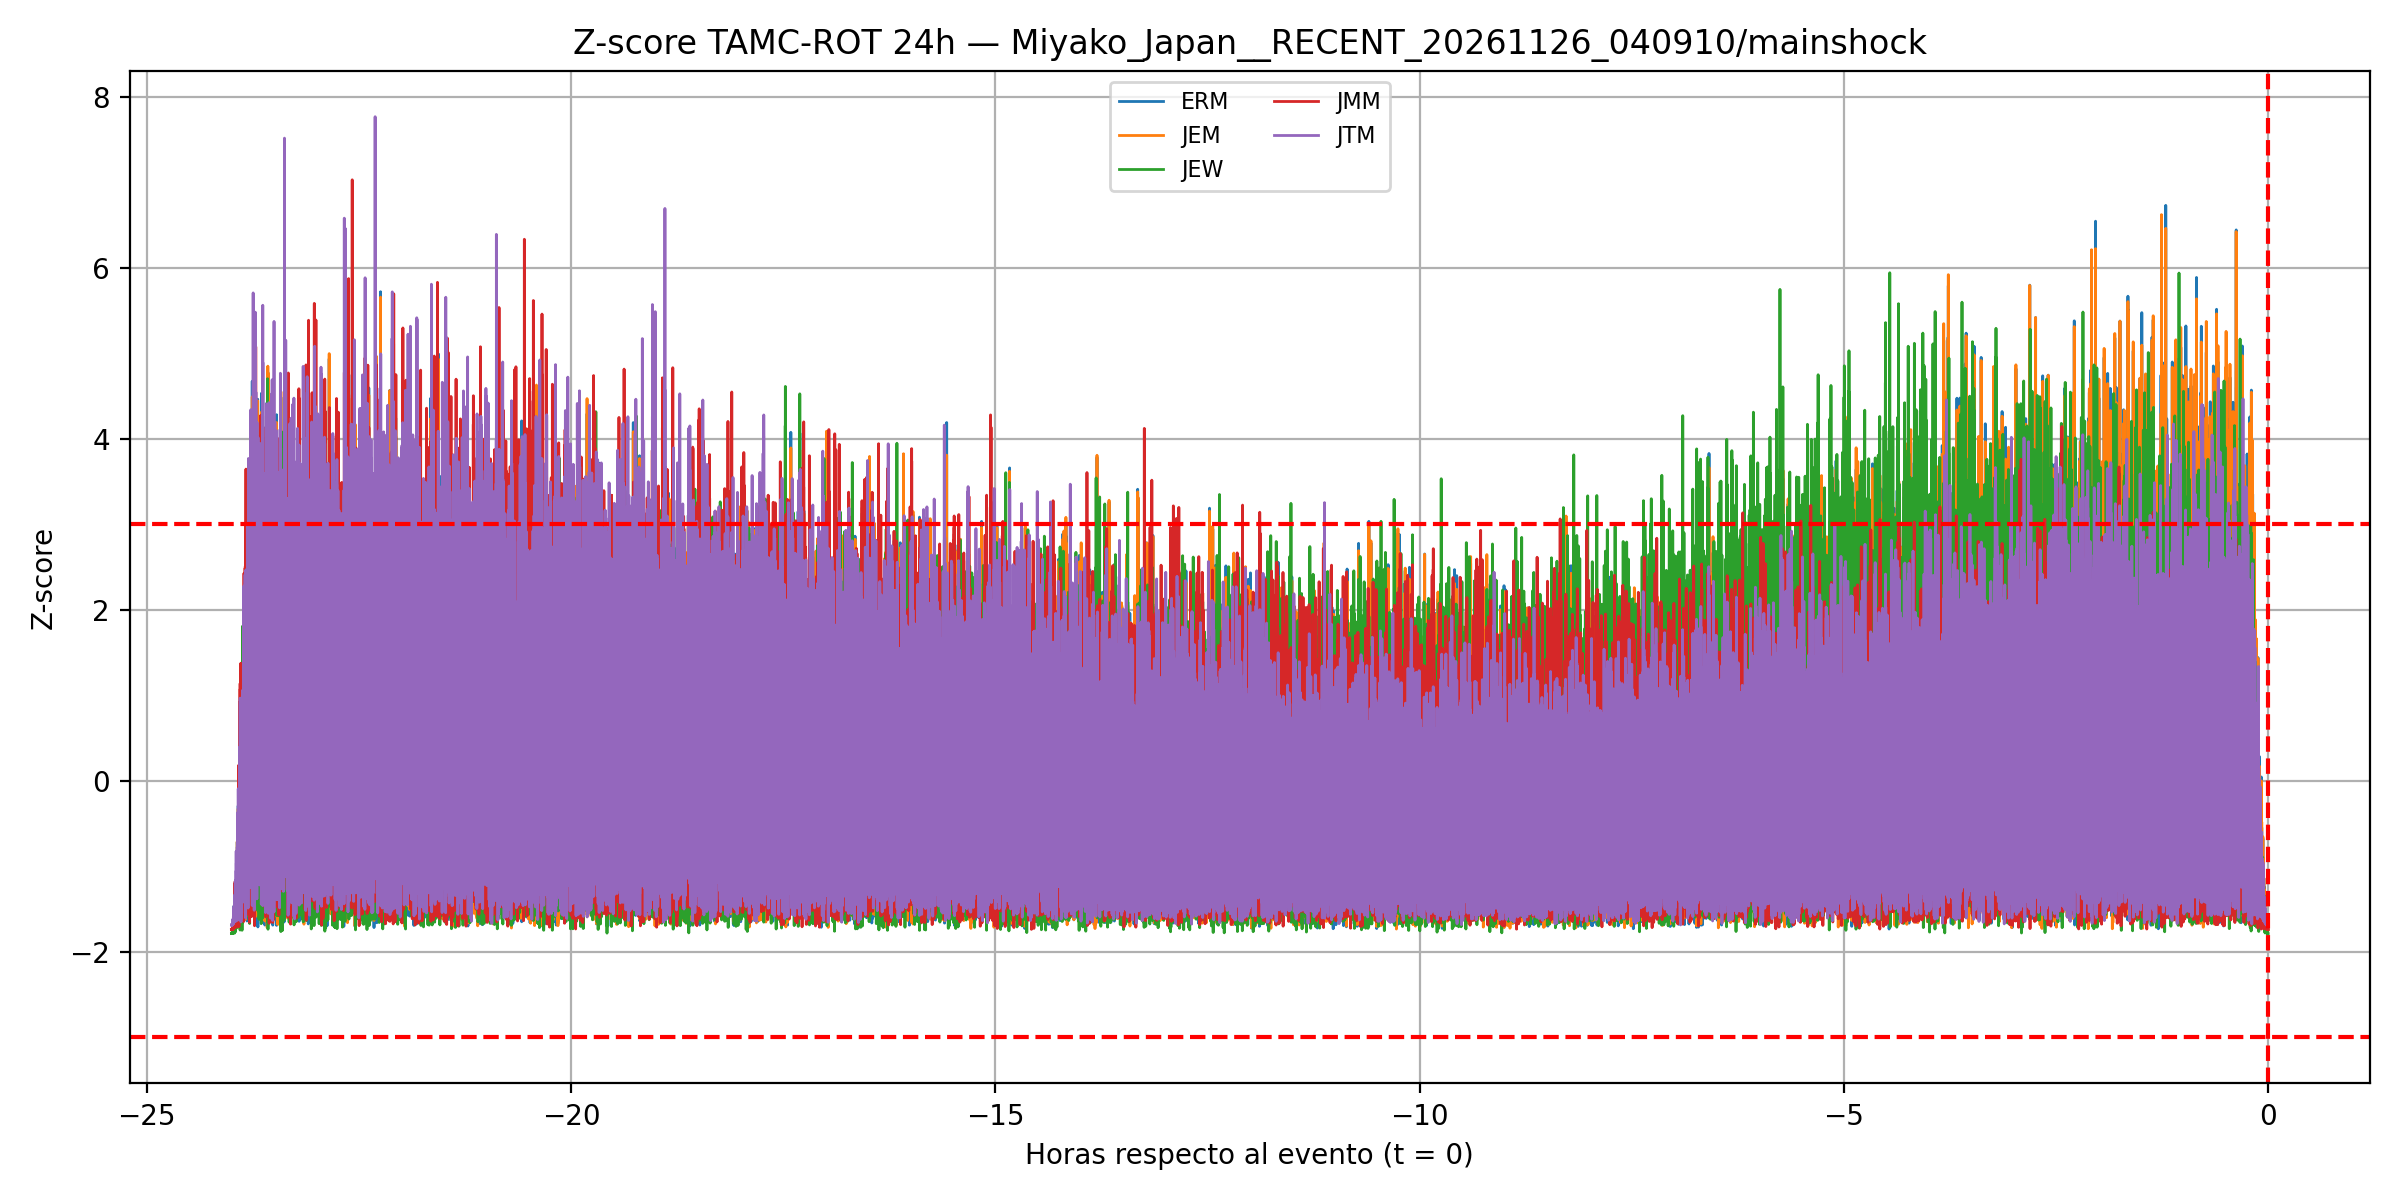 Z-score TAMC-ROT 24h — Miyako_Japan__RECENT_20261126_040910/mainshock
ERM
JEM
JEW
JMM
JTM
8
6
4
2
0
−2
Z-score
−25
−20
−15
−10
−5
0
Horas respecto al evento (t = 0)